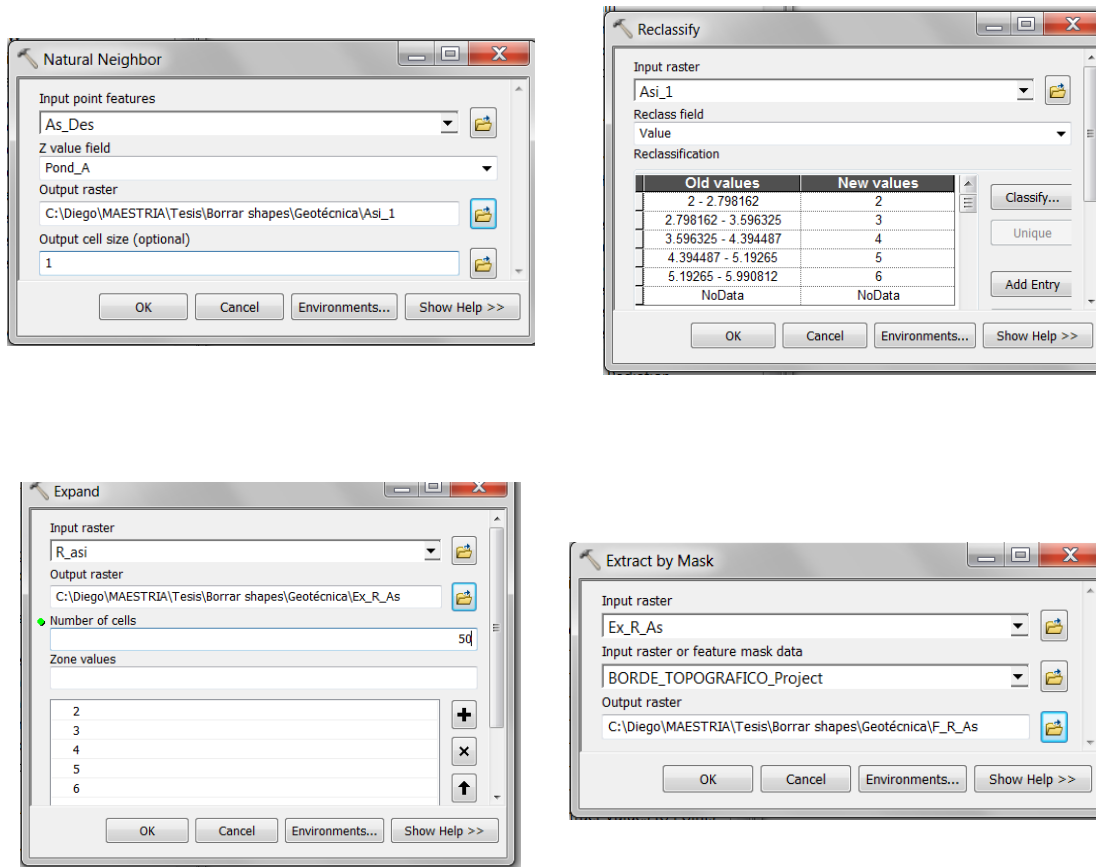 Natural Neighbor
Input point features
As_Des
Z value field
Pond_A
Output raster
C:\Diego\MAESTRIA\Tesis\Borrar shapes\Geotécnica\Asi_1
Output cell size (optional)
1
OK Cancel Environments... Show Help >>
Reclassify
Input raster
Asi_1
Reclass field
Value
Reclassification
Old values New values
2 - 2.798162 2
2.798162 - 3.596325 3
3.596325 - 4.394487 4
4.394487 - 5.19265 5
5.19265 - 5.990812 6
NoData NoData
Classify...
Unique
Add Entry
OK Cancel Environments... Show Help >>
Expand
Input raster
R_asi
Output raster
C:\Diego\MAESTRIA\Tesis\Borrar shapes\Geotécnica\Ex_R_As
Number of cells
50
Zone values
2
3
4
5
6
OK Cancel Environments... Show Help >>
Extract by Mask
Input raster
Ex_R_As
Input raster or feature mask data
BORDE_TOPOGRAFICO_Project
Output raster
C:\Diego\MAESTRIA\Tesis\Borrar shapes\Geotécnica\F_R_As
OK Cancel Environments... Show Help >>